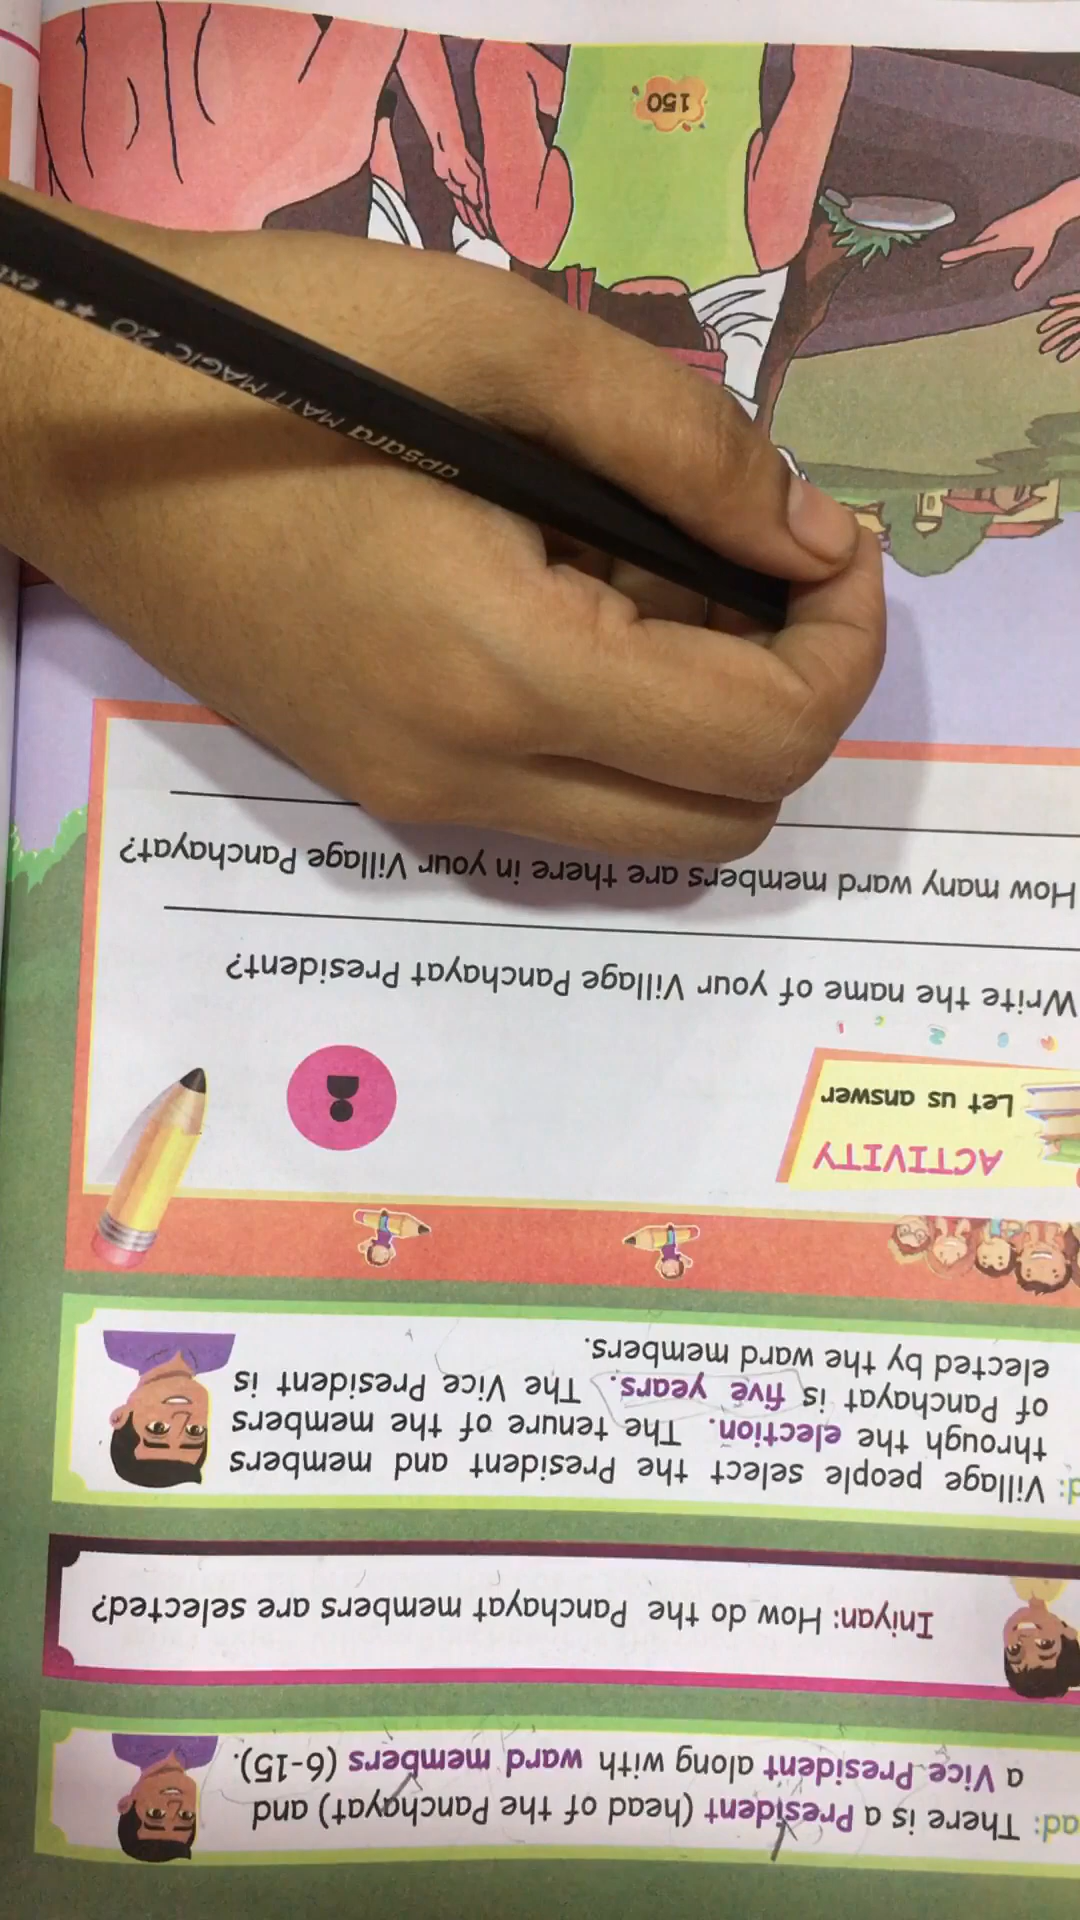 ad: There is a President (head of the Panchayat) and
a Vice President along with ward members (6-15).
Iniyan: How do the Panchayat members are selected?
d: Village people select the President and members
through the election. The tenure of the members
of Panchayat is five years. The Vice President is
elected by the ward members.
ACTIVITY
Let us answer
Write the name of your Village Panchayat President?
How many ward members are there in your Village Panchayat?
150
apsara MATT MAGIC 2.0